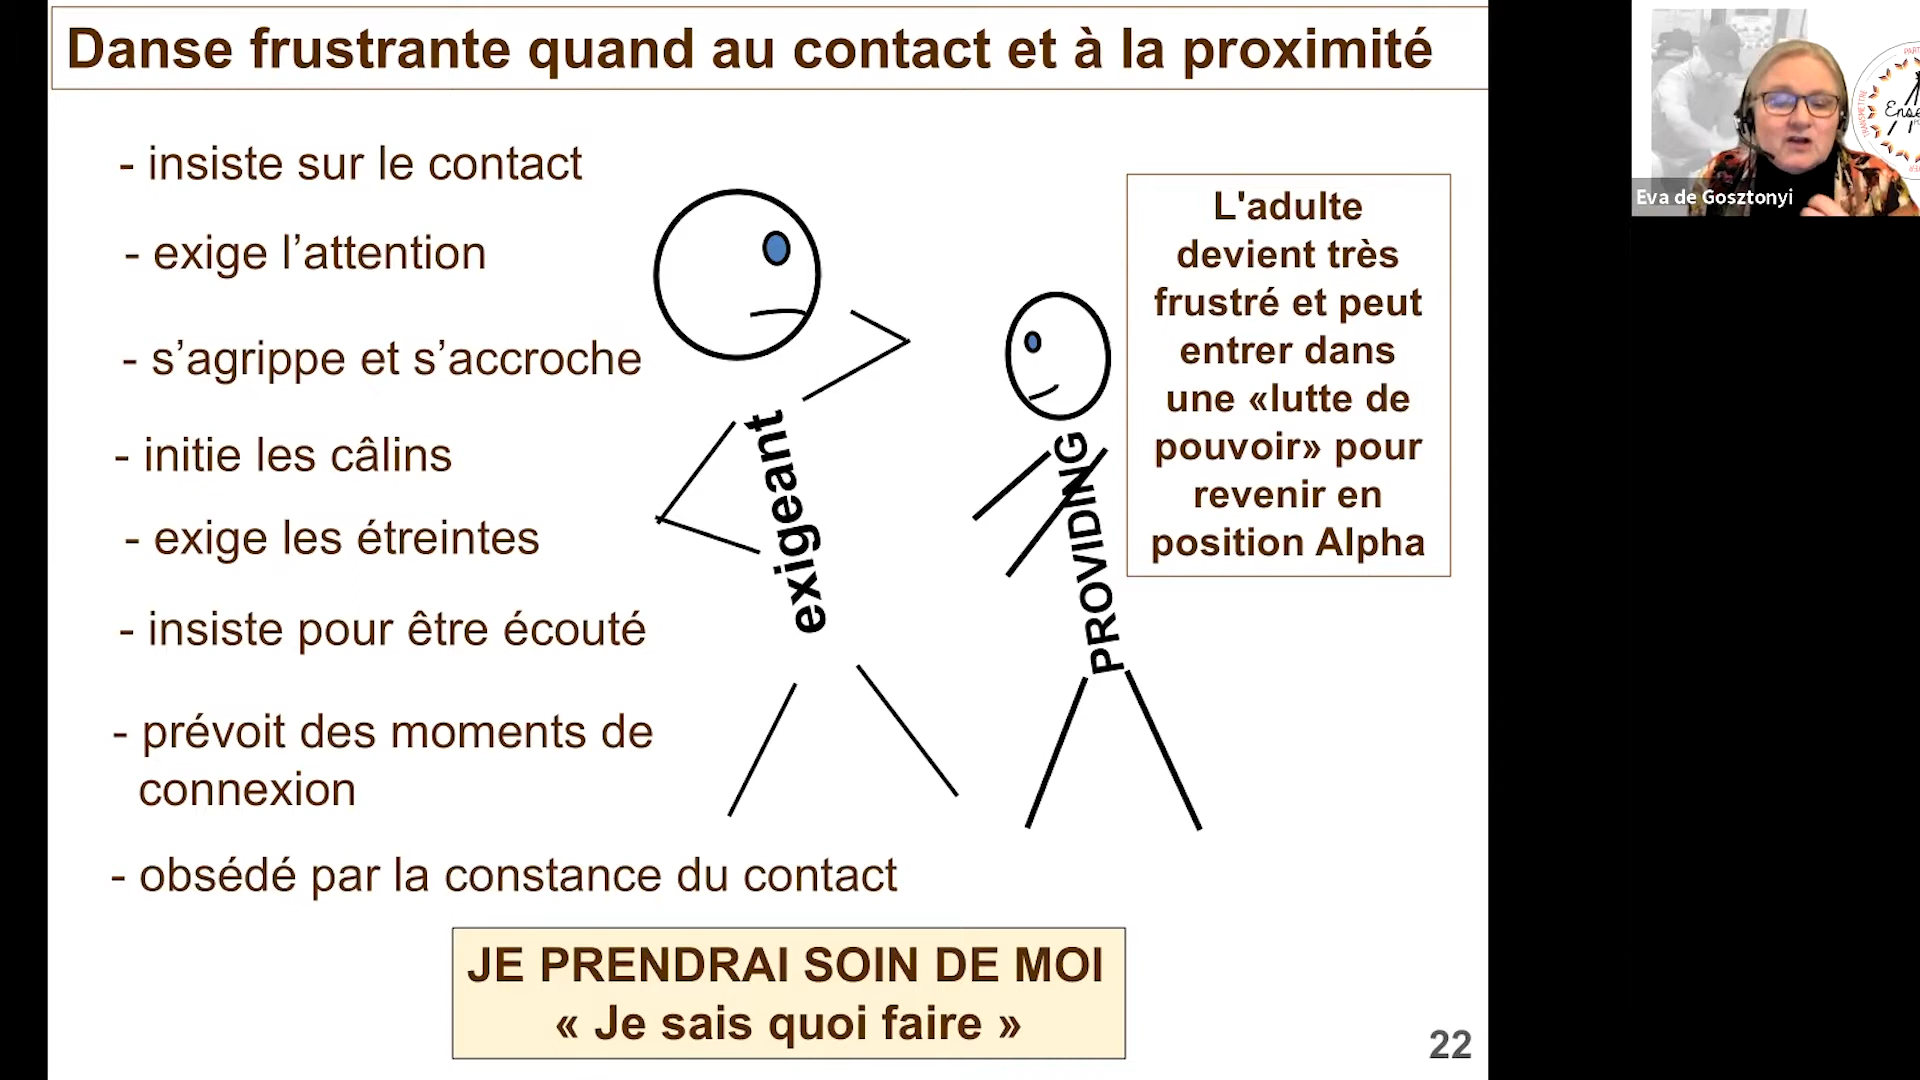 Danse frustrante quand au contact et à la proximité
- insiste sur le contact
- exige l’attention
- s’agrippe et s’accroche
- initie les câlins
- exige les étreintes
- insiste pour être écouté
- prévoit des moments de
connexion
- obsédé par la constance du contact
exigeant
PROVIDING
L'adulte
devient très
frustré et peut
entrer dans
une «lutte de
pouvoir» pour
revenir en
position Alpha
JE PRENDRAI SOIN DE MOI
« Je sais quoi faire »
22
Eva de Gosztonyi
TRANSMETTRE